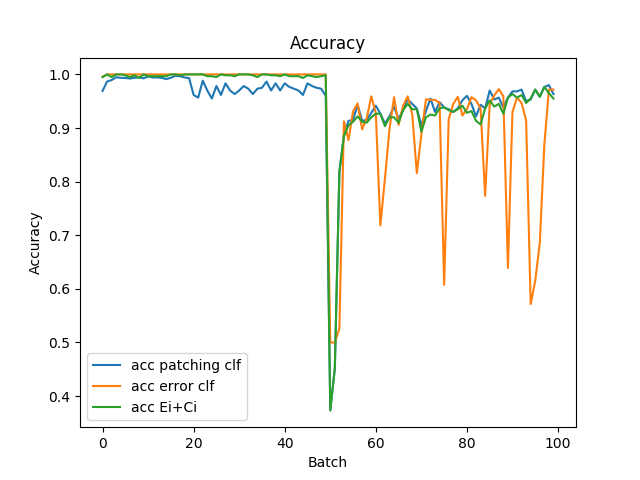 Accuracy
1.0
0.9
0.8
0.7
0.6
0.5
0.4
Accuracy
acc patching clf
acc error clf
acc Ei+Ci
0 20 40 60 80 100
Batch